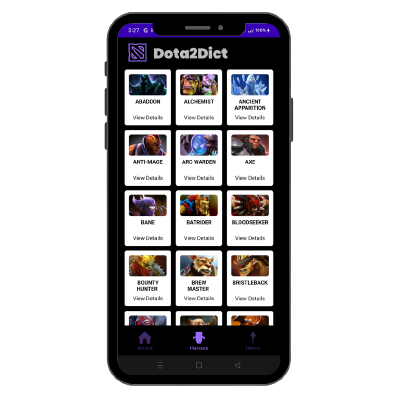 3:27 G
100%
Dota2Dict
ABADDON
View Details
ALCHEMIST
View Details
ANCIENT
APPARITION
View Details
ANTI-MAGE
View Details
ARC WARDEN
View Details
AXE
View Details
BANE
View Details
BATRIDER
View Details
BLOODSEEKER
View Details
BOUNTY
HUNTER
View Details
BREW
MASTER
View Details
BRISTLEBACK
View Details
Home
Heroes
Items